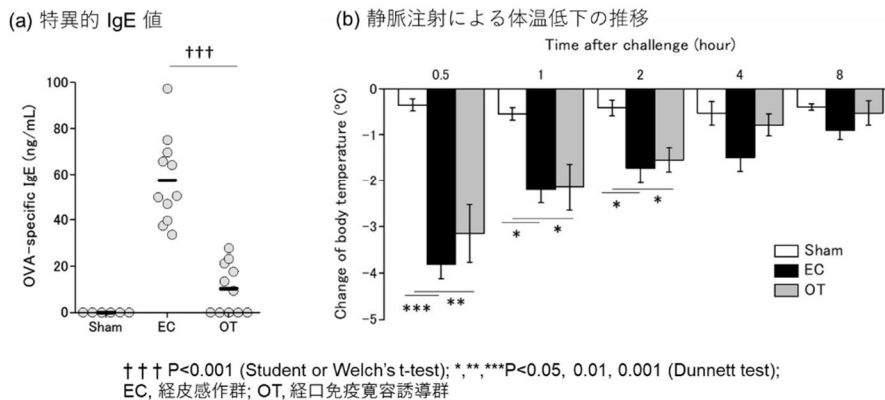 (a) 特異的 IgE 値
(b) 静脈注射による体温低下の推移
†††
OVA-specific IgE (ng/mL)
100
80
60
40
20
0
Sham
EC
OT
Time after challenge (hour)
0.5
1
2
4
8
Change of body temperature (°C)
0
-1
-2
-3
-4
-5
***
**
*
*
*
*
Sham
EC
OT
††† P<0.001 (Student or Welch's t-test); *,**,***P<0.05, 0.01, 0.001 (Dunnett test);
EC, 経皮感作群; OT, 経口免疫寛容誘導群